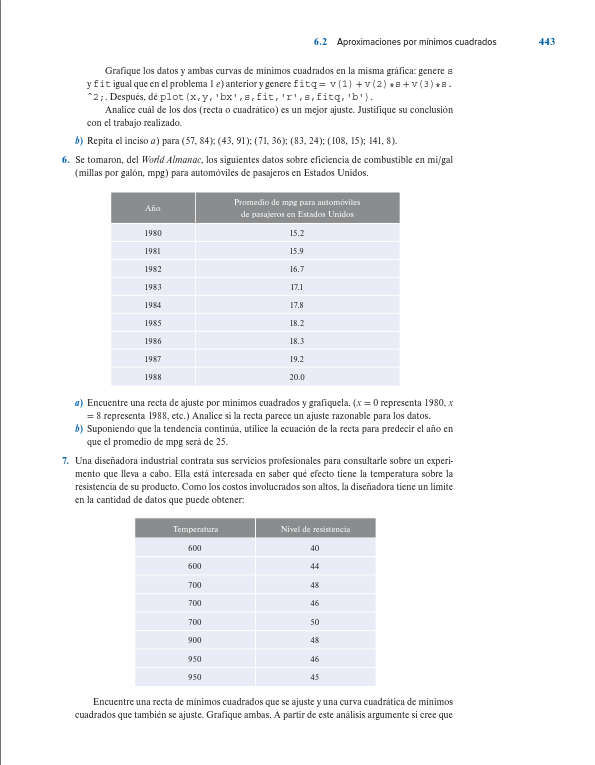 6.2 Aproximaciones por mínimos cuadrados 443
Grafique los datos y ambas curvas de mínimos cuadrados en la misma gráfica: genere s
y fit igual que en el problema 1 e) anterior y genere fitq = v(1)+v(2)*s+v(3)*s.
^2;. Después, dé plot(x,y,'bx',s,fit,'r',s,fitq,'b').
Analice cuál de los dos (recta o cuadrático) es un mejor ajuste. Justifique su conclusión
con el trabajo realizado.
b) Repita el inciso a) para (57, 84); (43, 91); (71, 36); (83, 24); (108, 15); 141, 8).
6. Se tomaron, del World Almanac, los siguientes datos sobre eficiencia de combustible en mi/gal
(millas por galón, mpg) para automóviles de pasajeros en Estados Unidos.
Año Promedio de mpg para automóviles
de pasajeros en Estados Unidos
1980 15.2
1981 15.9
1982 16.7
1983 17.1
1984 17.8
1985 18.2
1986 18.3
1987 19.2
1988 20.0
a) Encuentre una recta de ajuste por mínimos cuadrados y grafíquela. (x = 0 representa 1980, x
= 8 representa 1988, etc.) Analice si la recta parece un ajuste razonable para los datos.
b) Suponiendo que la tendencia continúa, utilice la ecuación de la recta para predecir el año en
que el promedio de mpg será de 25.
7. Una diseñadora industrial contrata sus servicios profesionales para consultarle sobre un experi-
mento que lleva a cabo. Ella está interesada en saber qué efecto tiene la temperatura sobre la
resistencia de su producto. Como los costos involucrados son altos, la diseñadora tiene un límite
en la cantidad de datos que puede obtener:
Temperatura Nivel de resistencia
600 40
600 44
700 48
700 46
700 50
900 48
950 46
950 45
Encuentre una recta de mínimos cuadrados que se ajuste y una curva cuadrática de mínimos
cuadrados que también se ajuste. Grafique ambas. A partir de este análisis argumente si cree que